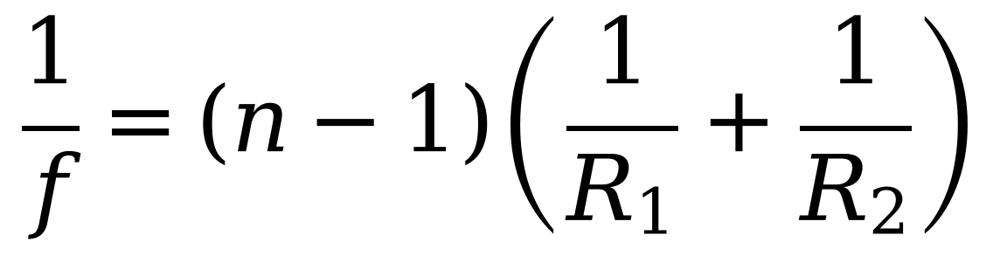 1/f = (n − 1)(1/R₁ + 1/R₂)